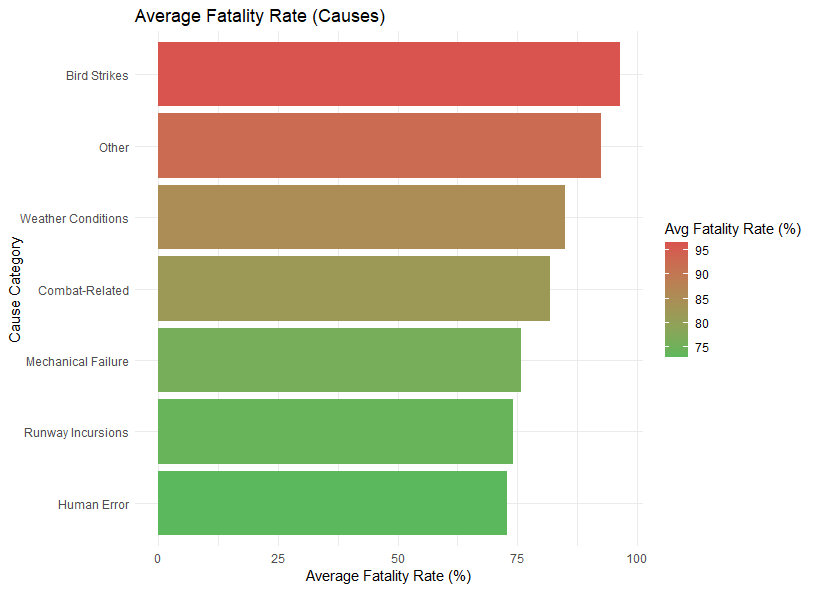 Average Fatality Rate (Causes)
Cause Category
Bird Strikes
Other
Weather Conditions
Combat-Related
Mechanical Failure
Runway Incursions
Human Error
0 25 50 75 100
Average Fatality Rate (%)
Avg Fatality Rate (%)
95
90
85
80
75